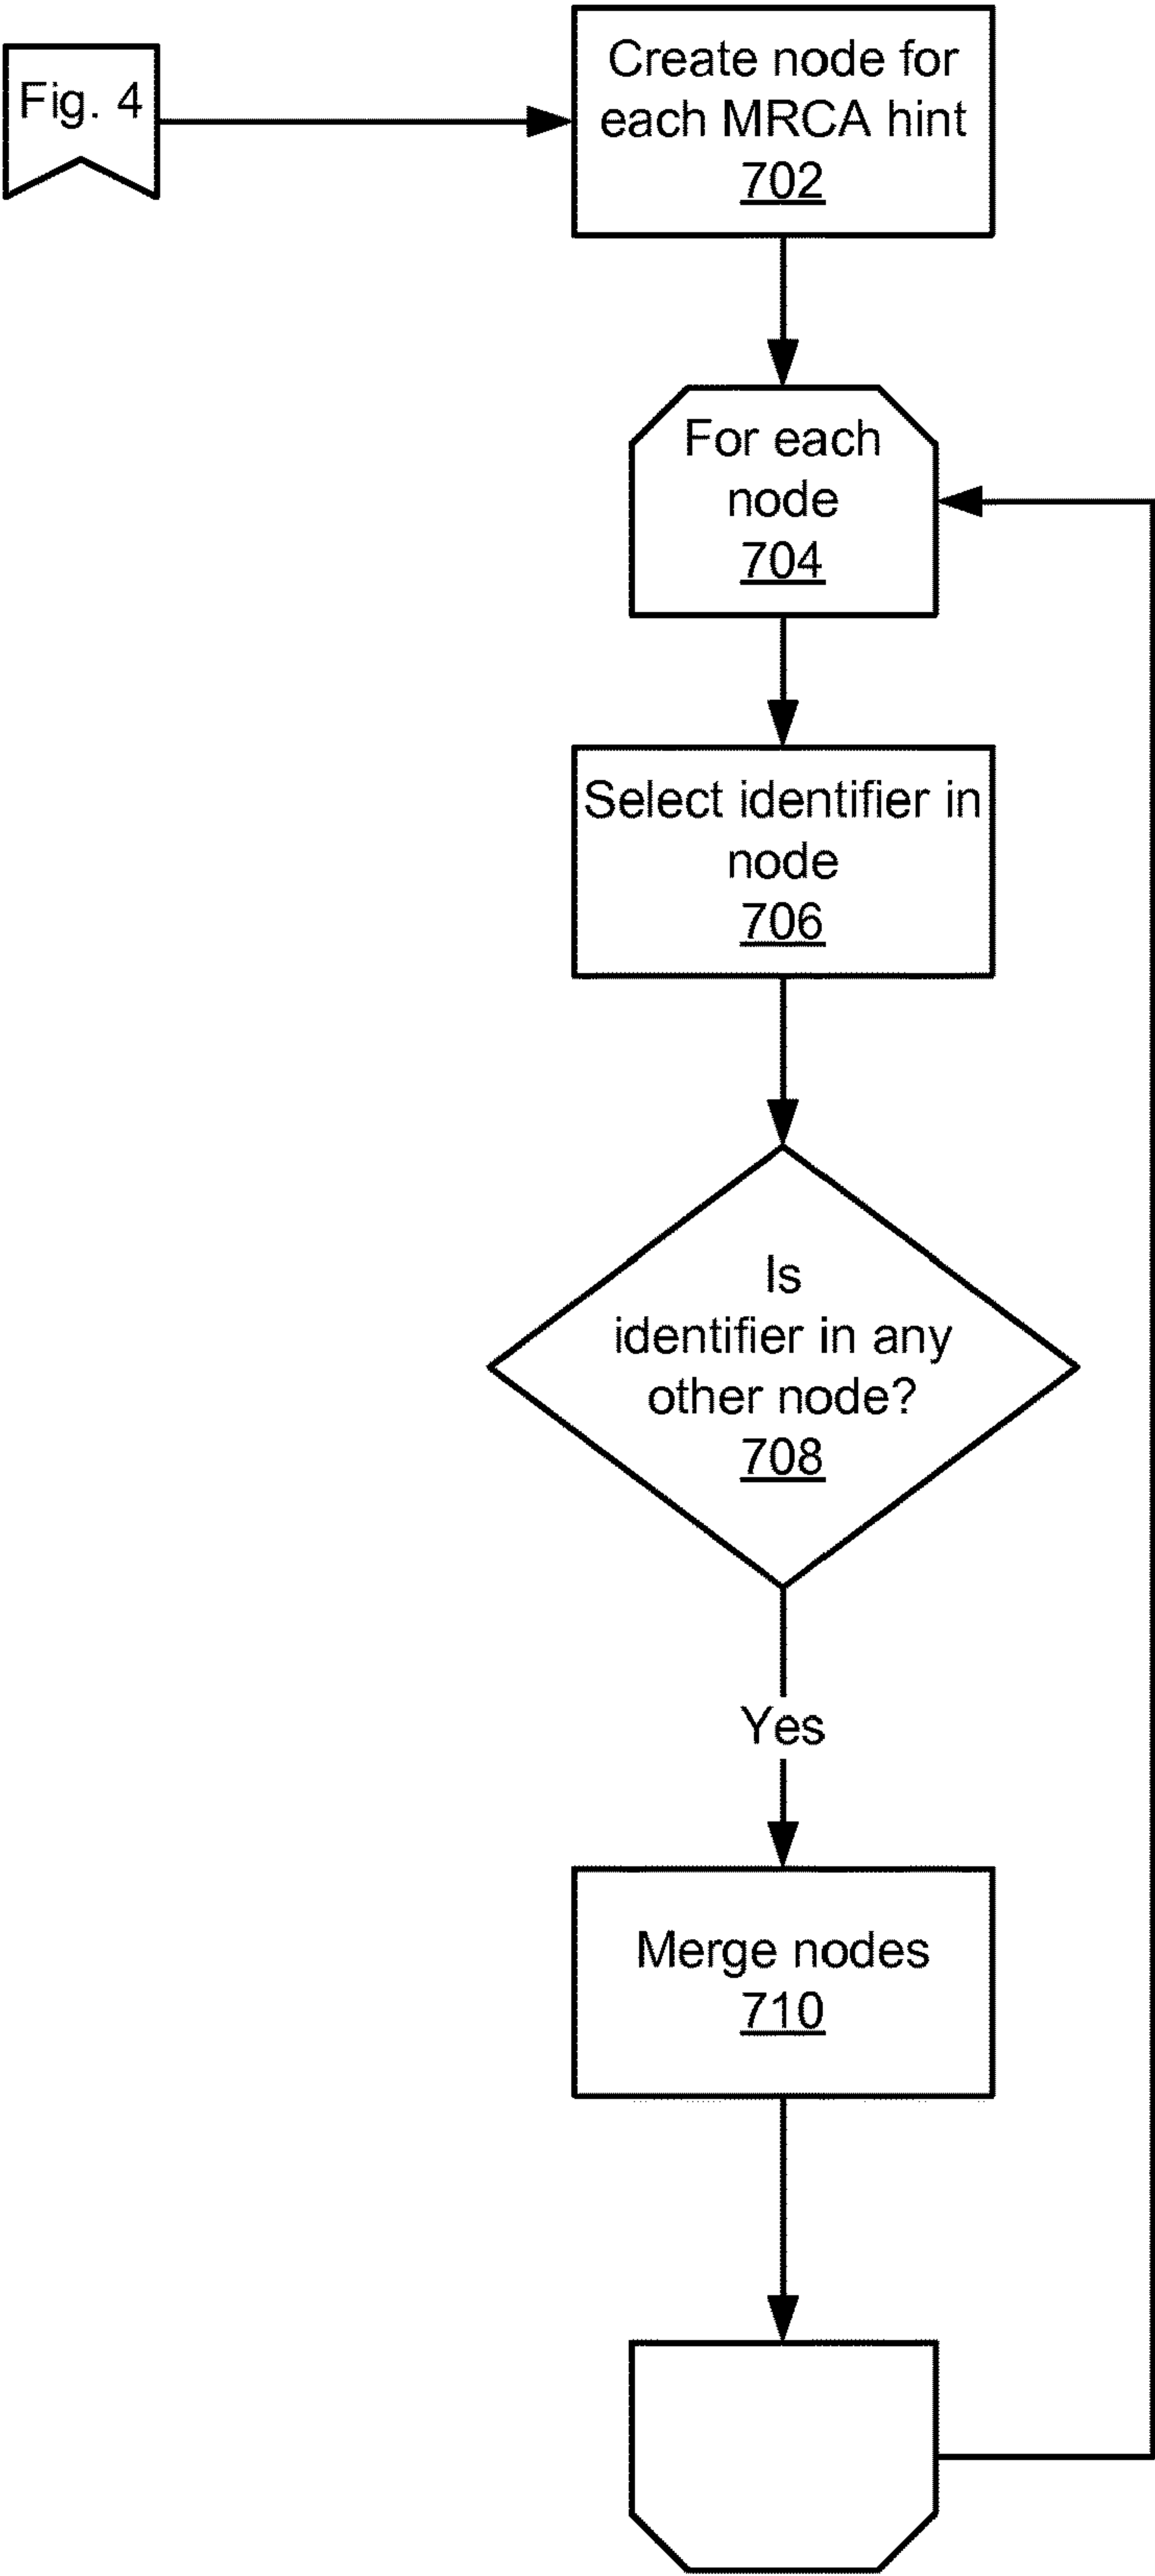 Fig. 4
Create node for
each MRCA hint
702
For each
node
704
Select identifier in
node
706
Is
identifier in any
other node?
708
Yes
Merge nodes
710